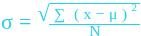 σ = √ Σ ( x − μ ) ²
N